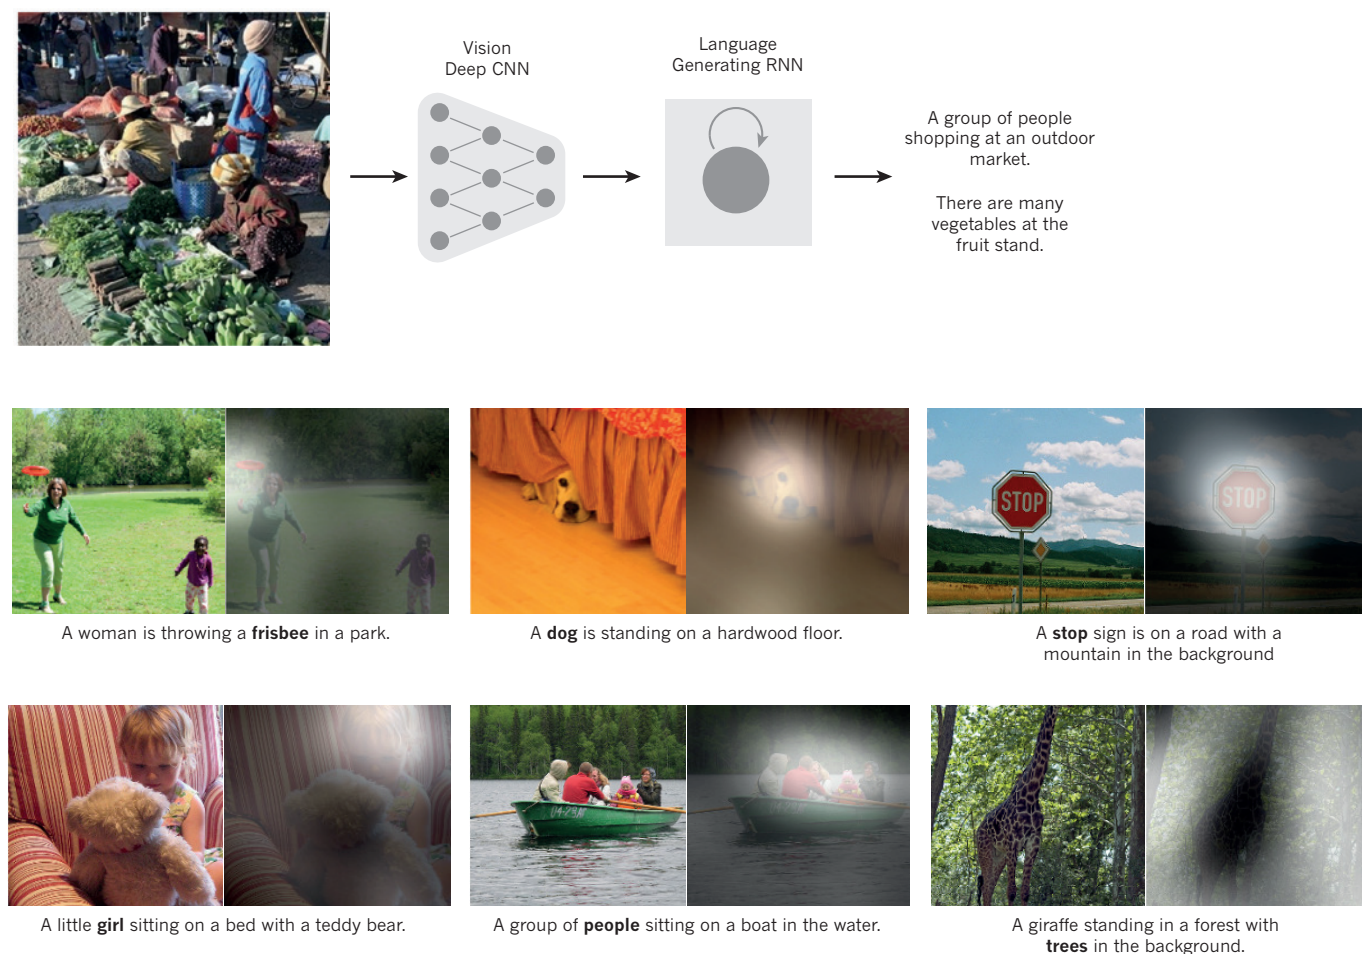 Vision
Deep CNN
Language
Generating RNN
A group of people
shopping at an outdoor
market.
There are many
vegetables at the
fruit stand.
STOP
STOP
A woman is throwing a frisbee in a park.
A dog is standing on a hardwood floor.
A stop sign is on a road with a
mountain in the background
A little girl sitting on a bed with a teddy bear.
A group of people sitting on a boat in the water.
A giraffe standing in a forest with
trees in the background.